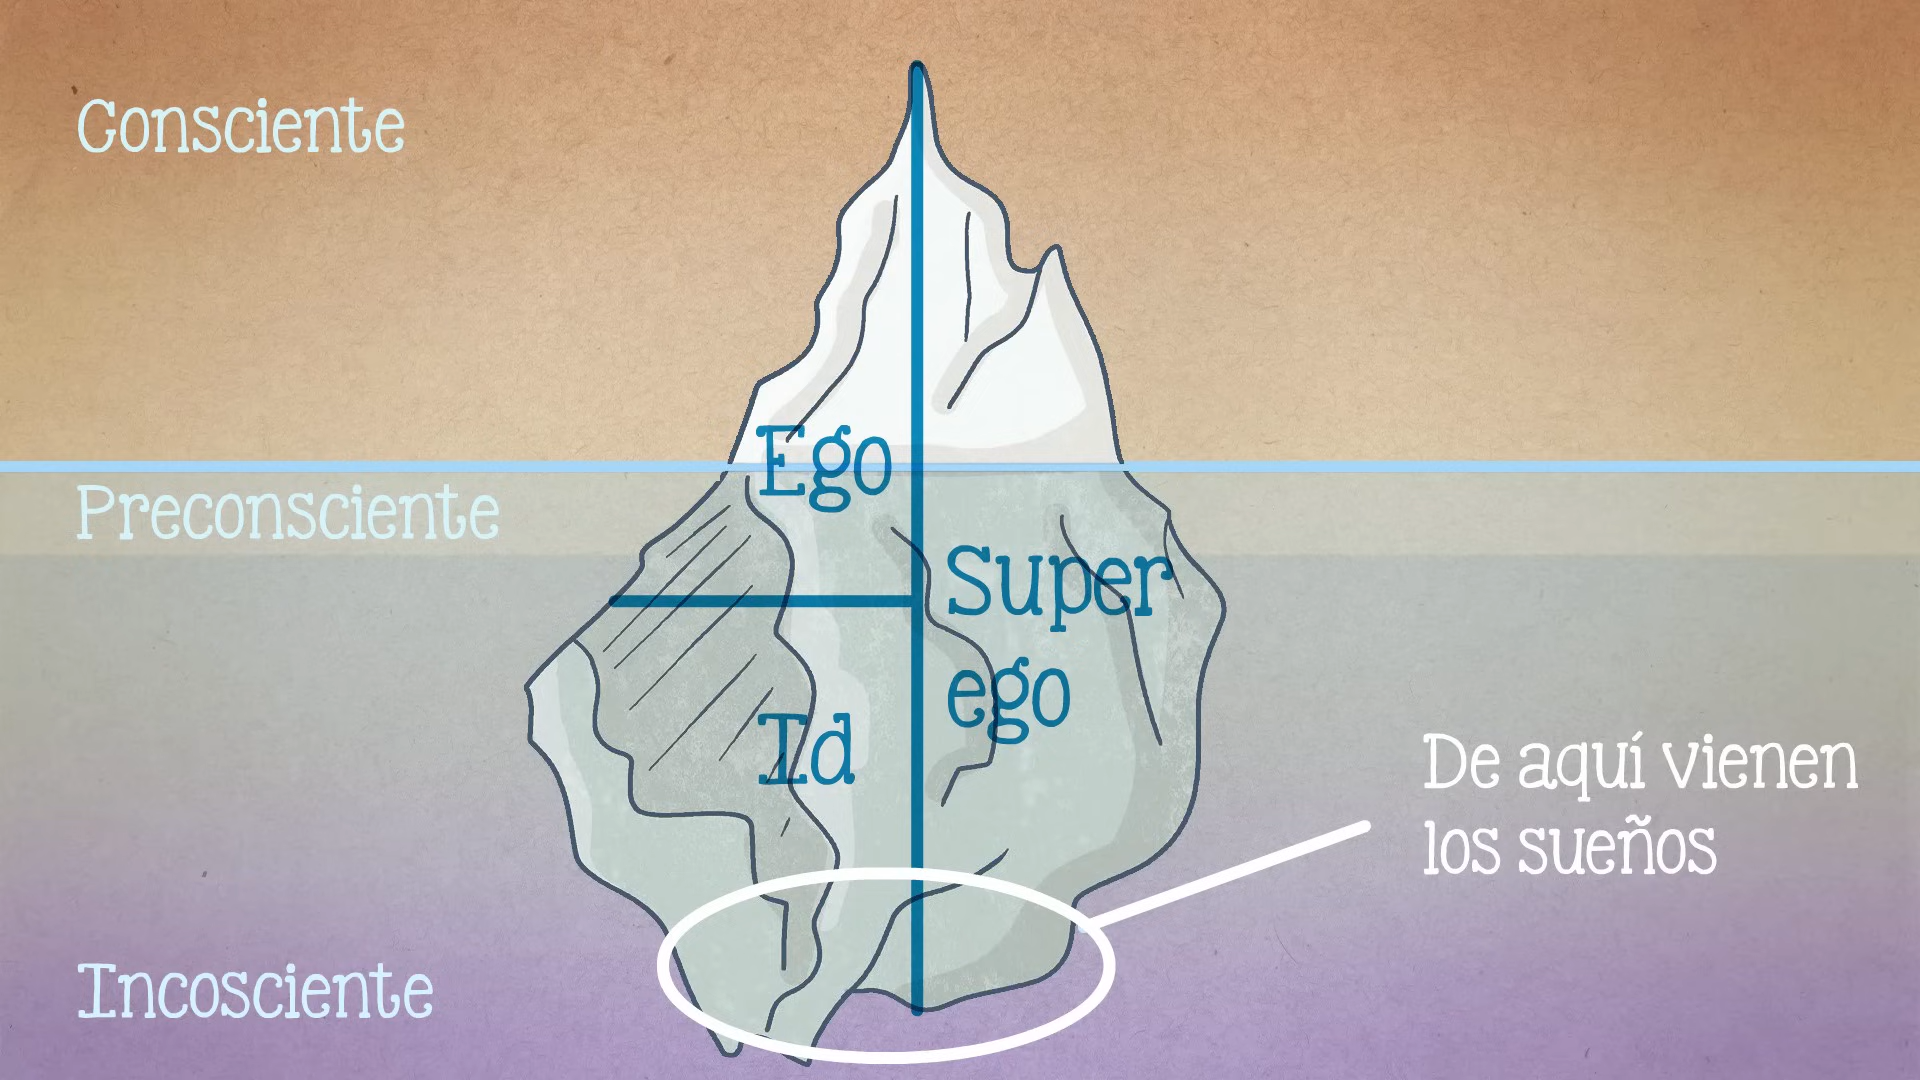 Consciente
Ego
Preconsciente
Super
ego
Id
De aquí vienen
los sueños
Incosciente